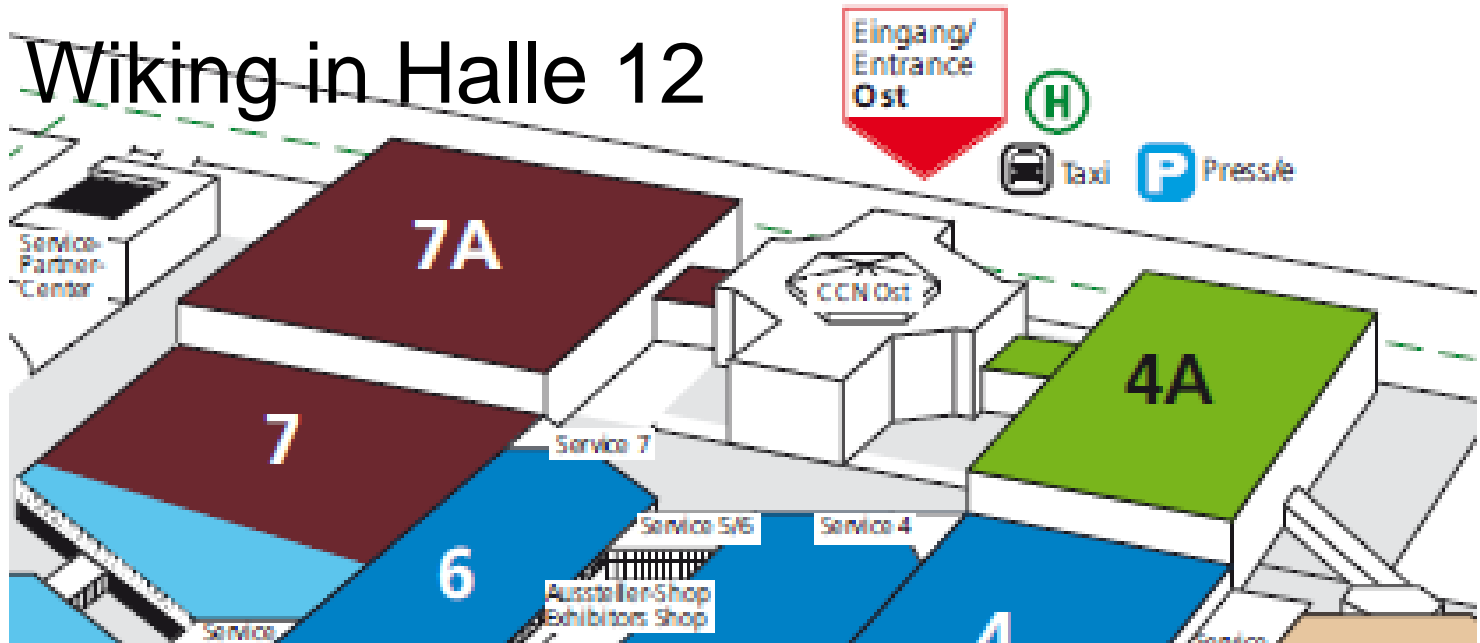 Wiking in Halle 12
Eingang/
Entrance
Ost
H
Taxi
P
Press/e
7A
Service-
Partner-
Center
CCN Ost
4A
7
Service 7
Service 5/6
Service 4
6
Aussteller-Shop
Exhibitors Shop
4
Service
Service